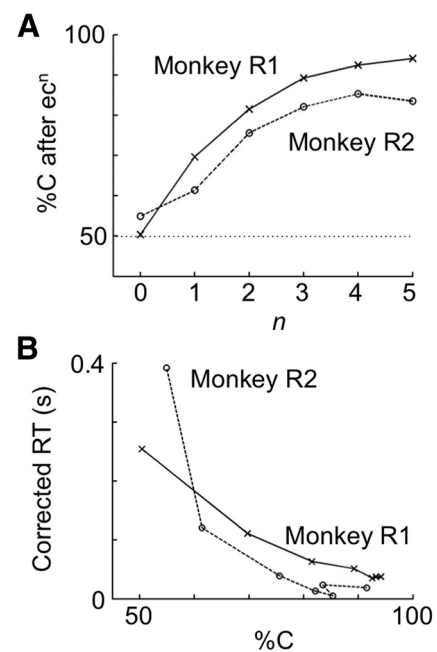 A
100
Monkey R1
%C after ecⁿ
Monkey R2
50
0 1 2 3 4 5
n
B
0.4
Monkey R2
Corrected RT (s)
Monkey R1
0
50 100
%C